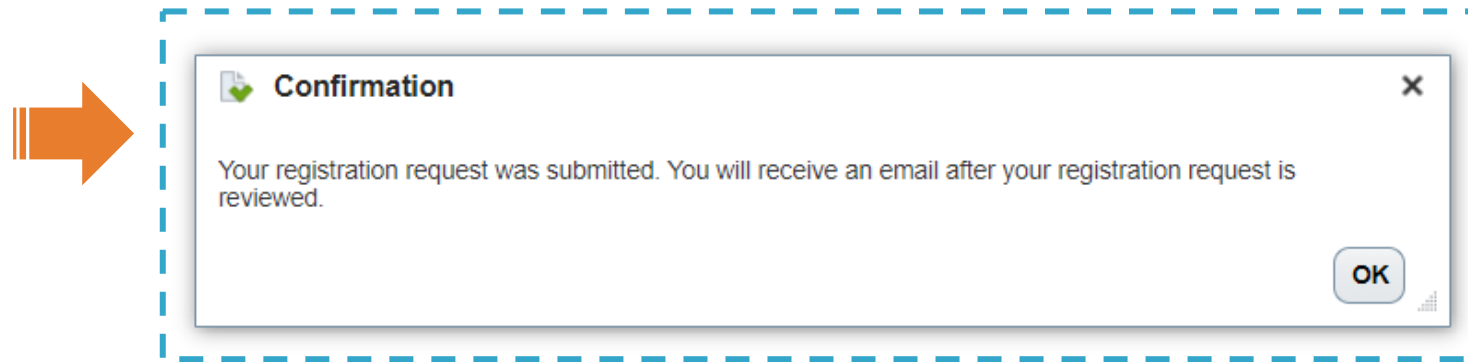 Confirmation
Your registration request was submitted. You will receive an email after your registration request is
reviewed.
OK